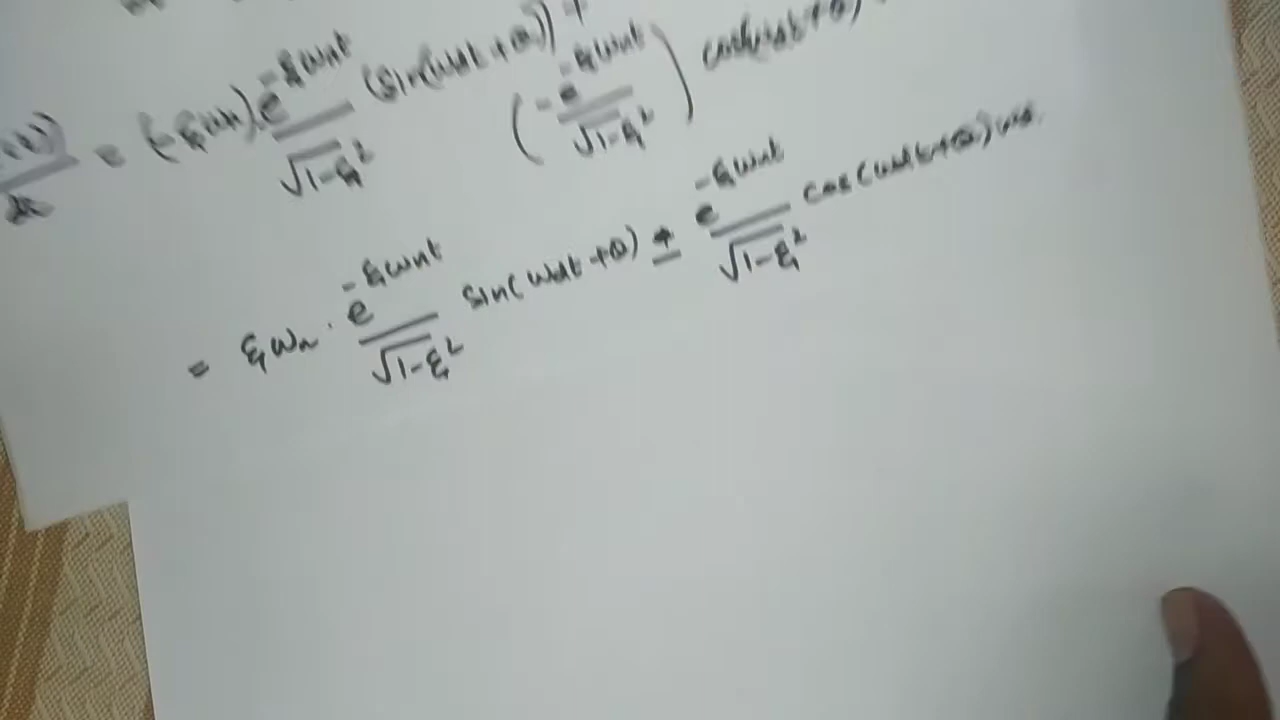 = (-ξωn) . e^{-ξωnt}/√1-ξ² (sin(ωdt + θ)) +
(- e^{-ξωnt}/√1-ξ²) cos(ωdt + θ)
= ξωn . e^{-ξωnt}/√1-ξ² sin(ωdt + θ) ± e^{-ξωnt}/√1-ξ² cos(ωdt+θ) ωd.